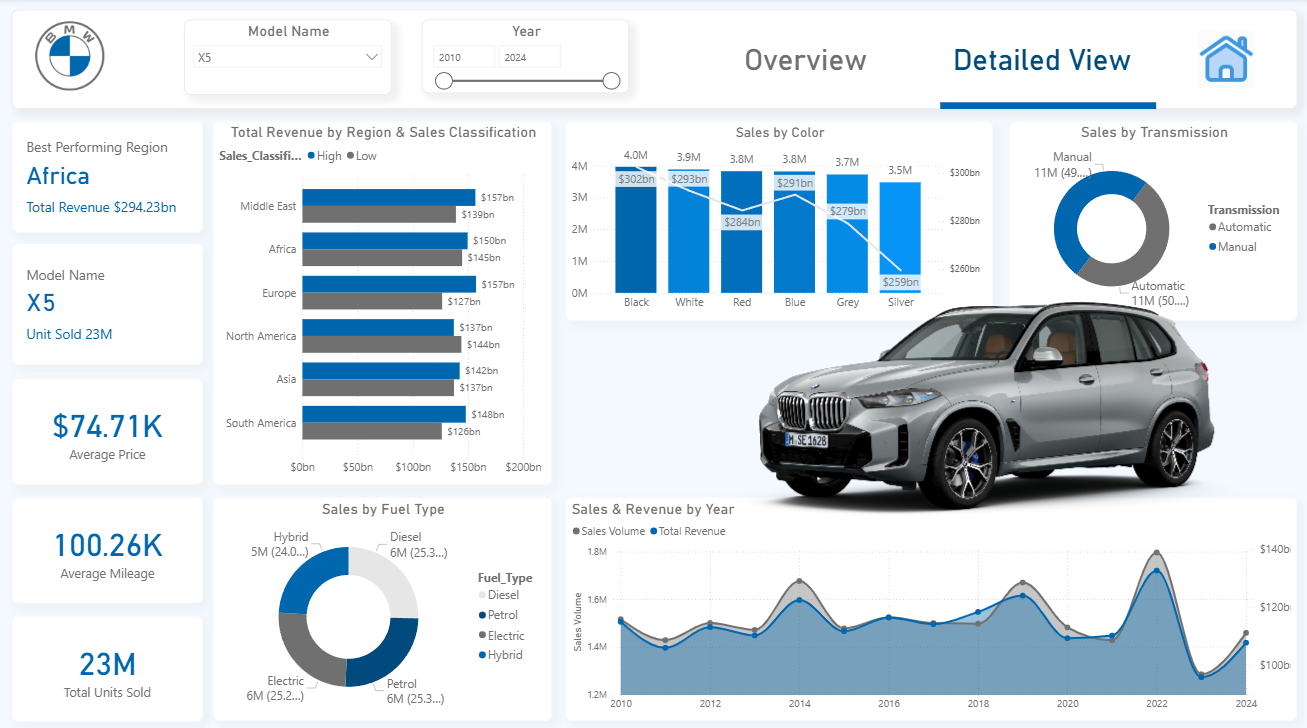 BMW
Model Name
X5
Year
2010
2024
Overview
Detailed View
Best Performing Region
Africa
Total Revenue $294.23bn
Model Name
X5
Unit Sold 23M
$74.71K
Average Price
100.26K
Average Mileage
23M
Total Units Sold
Total Revenue by Region & Sales Classification
Sales_Classifi... High Low
Middle East
$157bn
$139bn
Africa
$150bn
$145bn
Europe
$157bn
$127bn
North America
$137bn
$144bn
Asia
$142bn
$137bn
South America
$148bn
$126bn
$0bn $50bn $100bn $150bn $200bn
Sales by Color
4.0M 3.9M 3.8M 3.8M 3.7M 3.5M
4M
3M
2M
1M
0M
$302bn $293bn $284bn $291bn $279bn $259bn
$300bn
$280bn
$260bn
Black White Red Blue Grey Silver
Sales by Transmission
Manual
11M (49....)
Automatic
11M (50....)
Transmission
Automatic
Manual
M SE 1628
Sales by Fuel Type
Hybrid
5M (24.0...)
Diesel
6M (25.3...)
Electric
6M (25.2...)
Petrol
6M (25.3...)
Fuel_Type
Diesel
Petrol
Electric
Hybrid
Sales & Revenue by Year
Sales Volume Total Revenue
Sales Volume
1.8M
1.6M
1.4M
1.2M
$140b
$120b
$100b
2010 2012 2014 2016 2018 2020 2022 2024